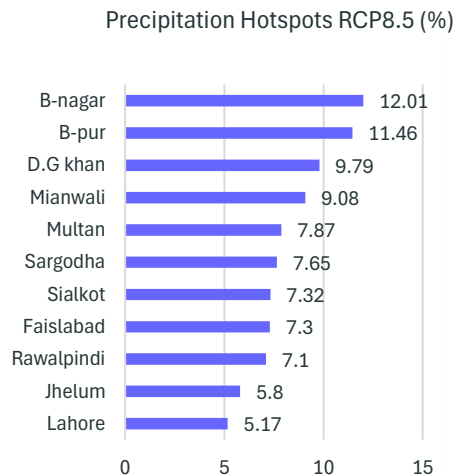 Precipitation Hotspots RCP8.5 (%)
B-nagar 12.01
B-pur 11.46
D.G khan 9.79
Mianwali 9.08
Multan 7.87
Sargodha 7.65
Sialkot 7.32
Faislabad 7.3
Rawalpindi 7.1
Jhelum 5.8
Lahore 5.17
0 5 10 15